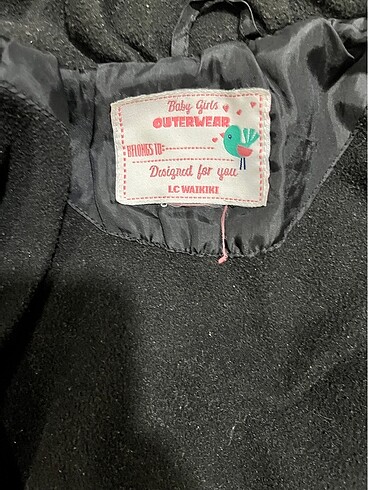 Baby Girls
OUTERWEAR
BELONGS TO:
Designed for you
LC WAIKIKI